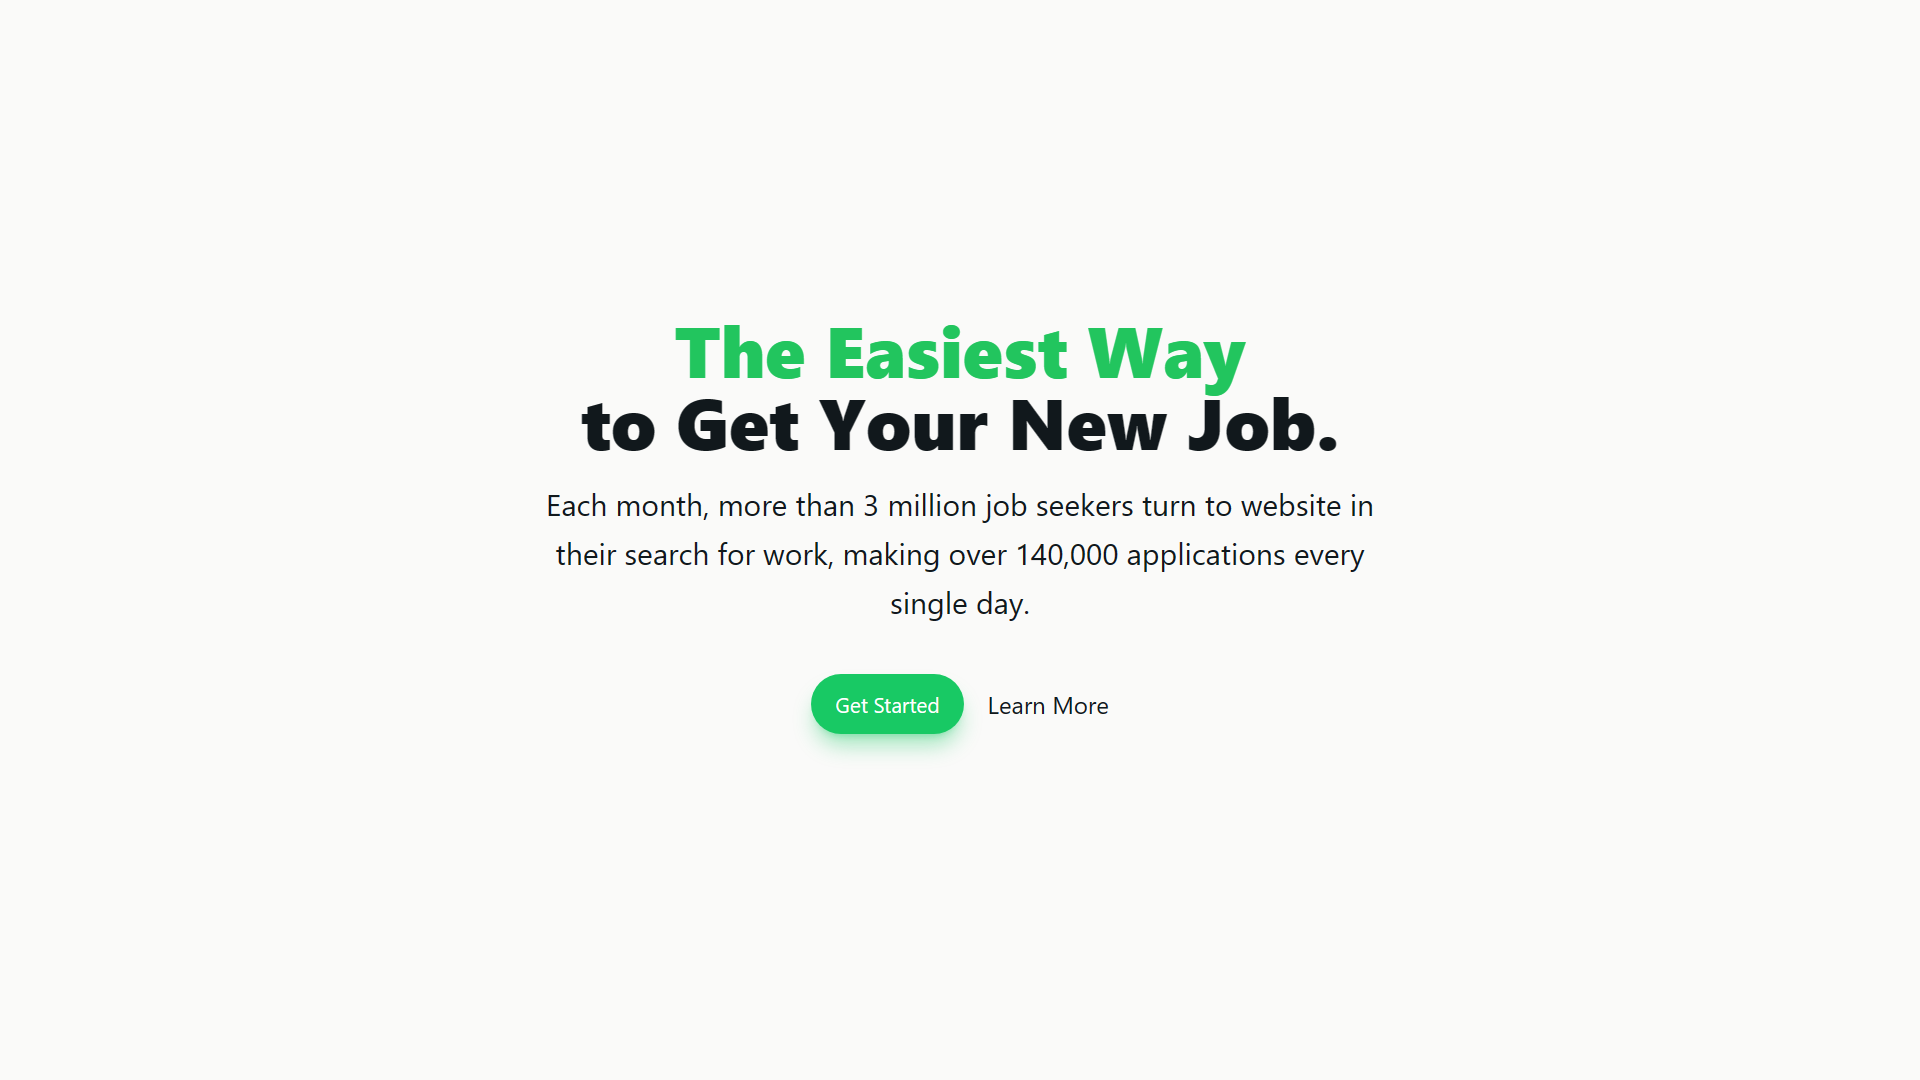 The Easiest Way
to Get Your New Job.
Each month, more than 3 million job seekers turn to website in
their search for work, making over 140,000 applications every
single day.
Get Started
Learn More